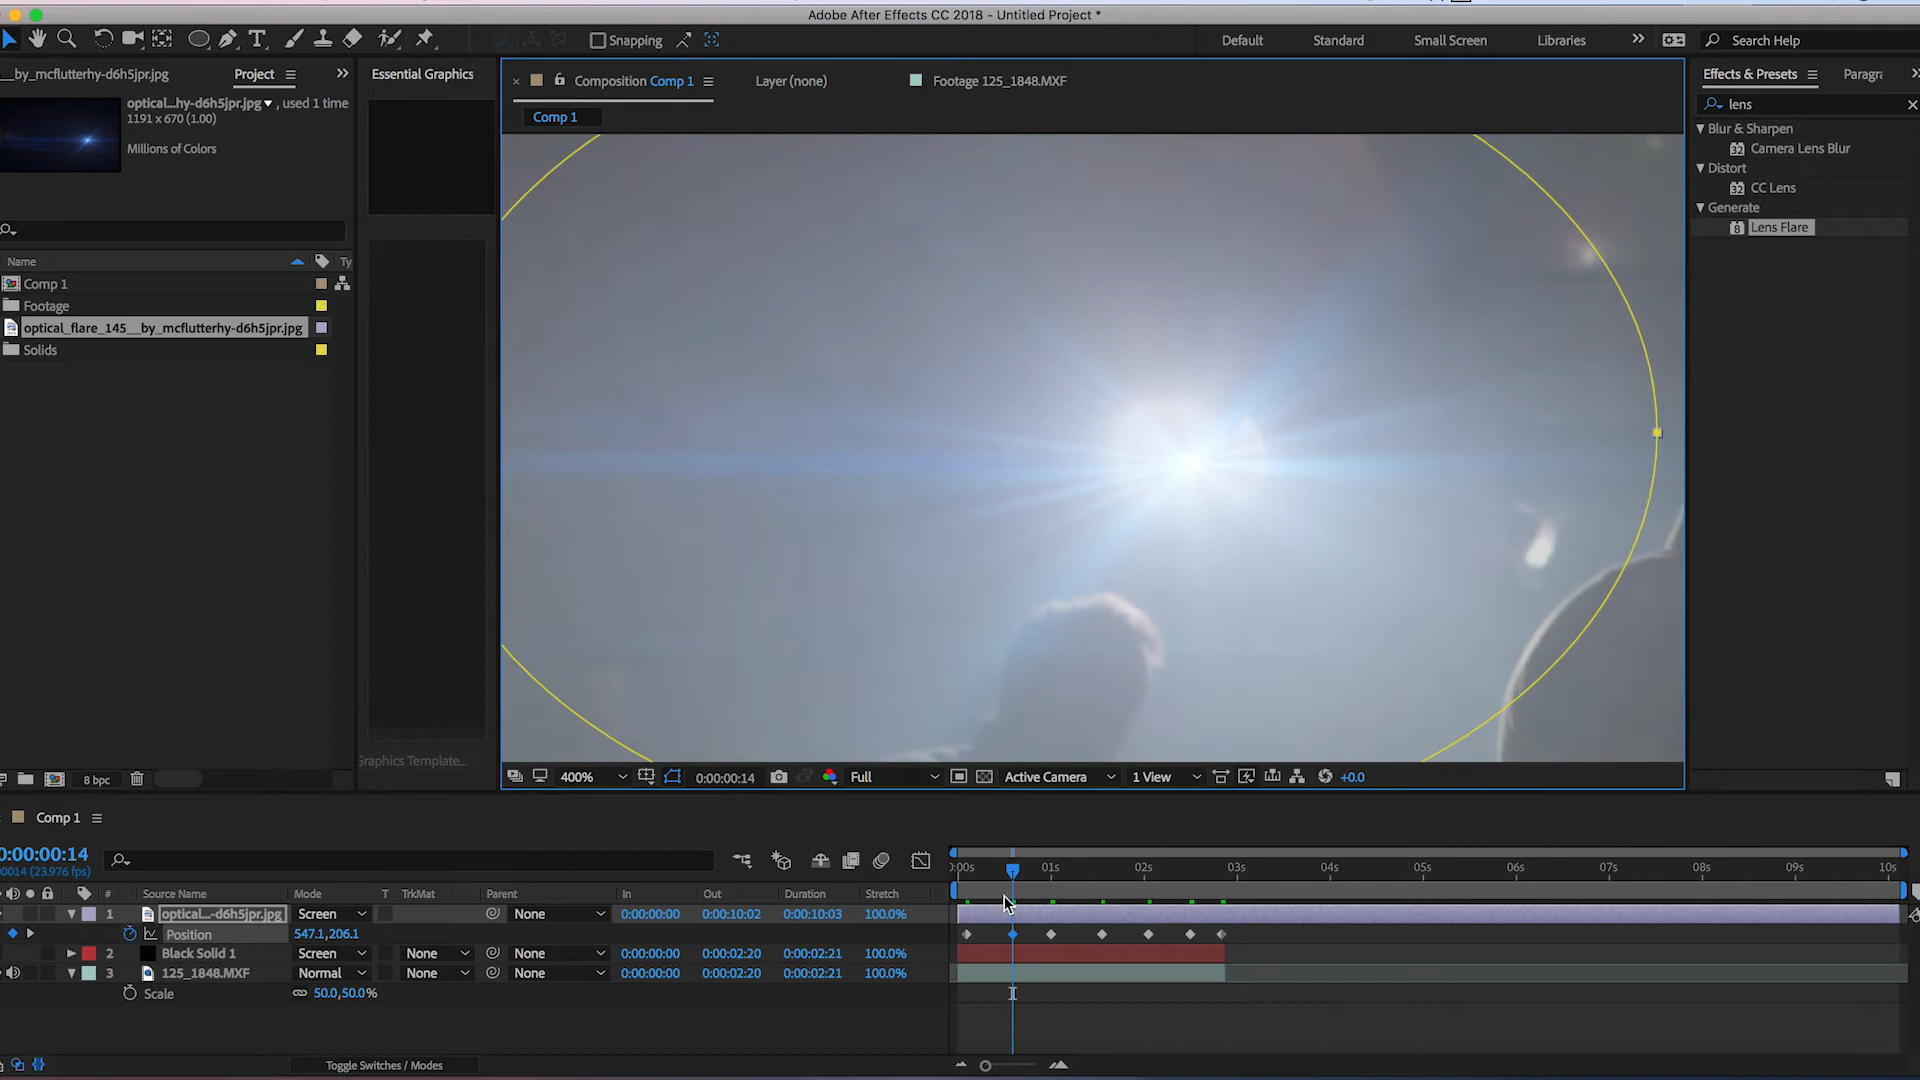 Adobe After Effects CC 2018 - Untitled Project *
Snapping
Default
Standard
Small Screen
Libraries
Search Help
__by_mcflutterhy-d6h5jpr.jpg
Project
Essential Graphics
optical...hy-d6h5jpr.jpg , used 1 time
1191 x 670 (1.00)
Millions of Colors
Composition Comp 1
Layer (none)
Footage 125_1848.MXF
Comp 1
Effects & Presets
Paragr
lens
Blur & Sharpen
32 Camera Lens Blur
Distort
32 CC Lens
Generate
8 Lens Flare
Name
Ty
Comp 1
Footage
optical_flare_145__by_mcflutterhy-d6h5jpr.jpg
Solids
Graphics Template...
8 bpc
400%
0:00:00:14
Full
Active Camera
1 View
+0.0
Comp 1
0:00:00:14
00014 (23.976 fps)
# Source Name Mode T TrkMat Parent In Out Duration Stretch
1 optical...-d6h5jpr.jpg Screen None 0:00:00:00 0:00:10:02 0:00:10:03 100.0%
Position 547.1,206.1
2 Black Solid 1 Screen None None 0:00:00:00 0:00:02:20 0:00:02:21 100.0%
3 125_1848.MXF Normal None None 0:00:00:00 0:00:02:20 0:00:02:21 100.0%
Scale 50.0,50.0%
:00s 01s 02s 03s 04s 05s 06s 07s 08s 09s 10s
Toggle Switches / Modes